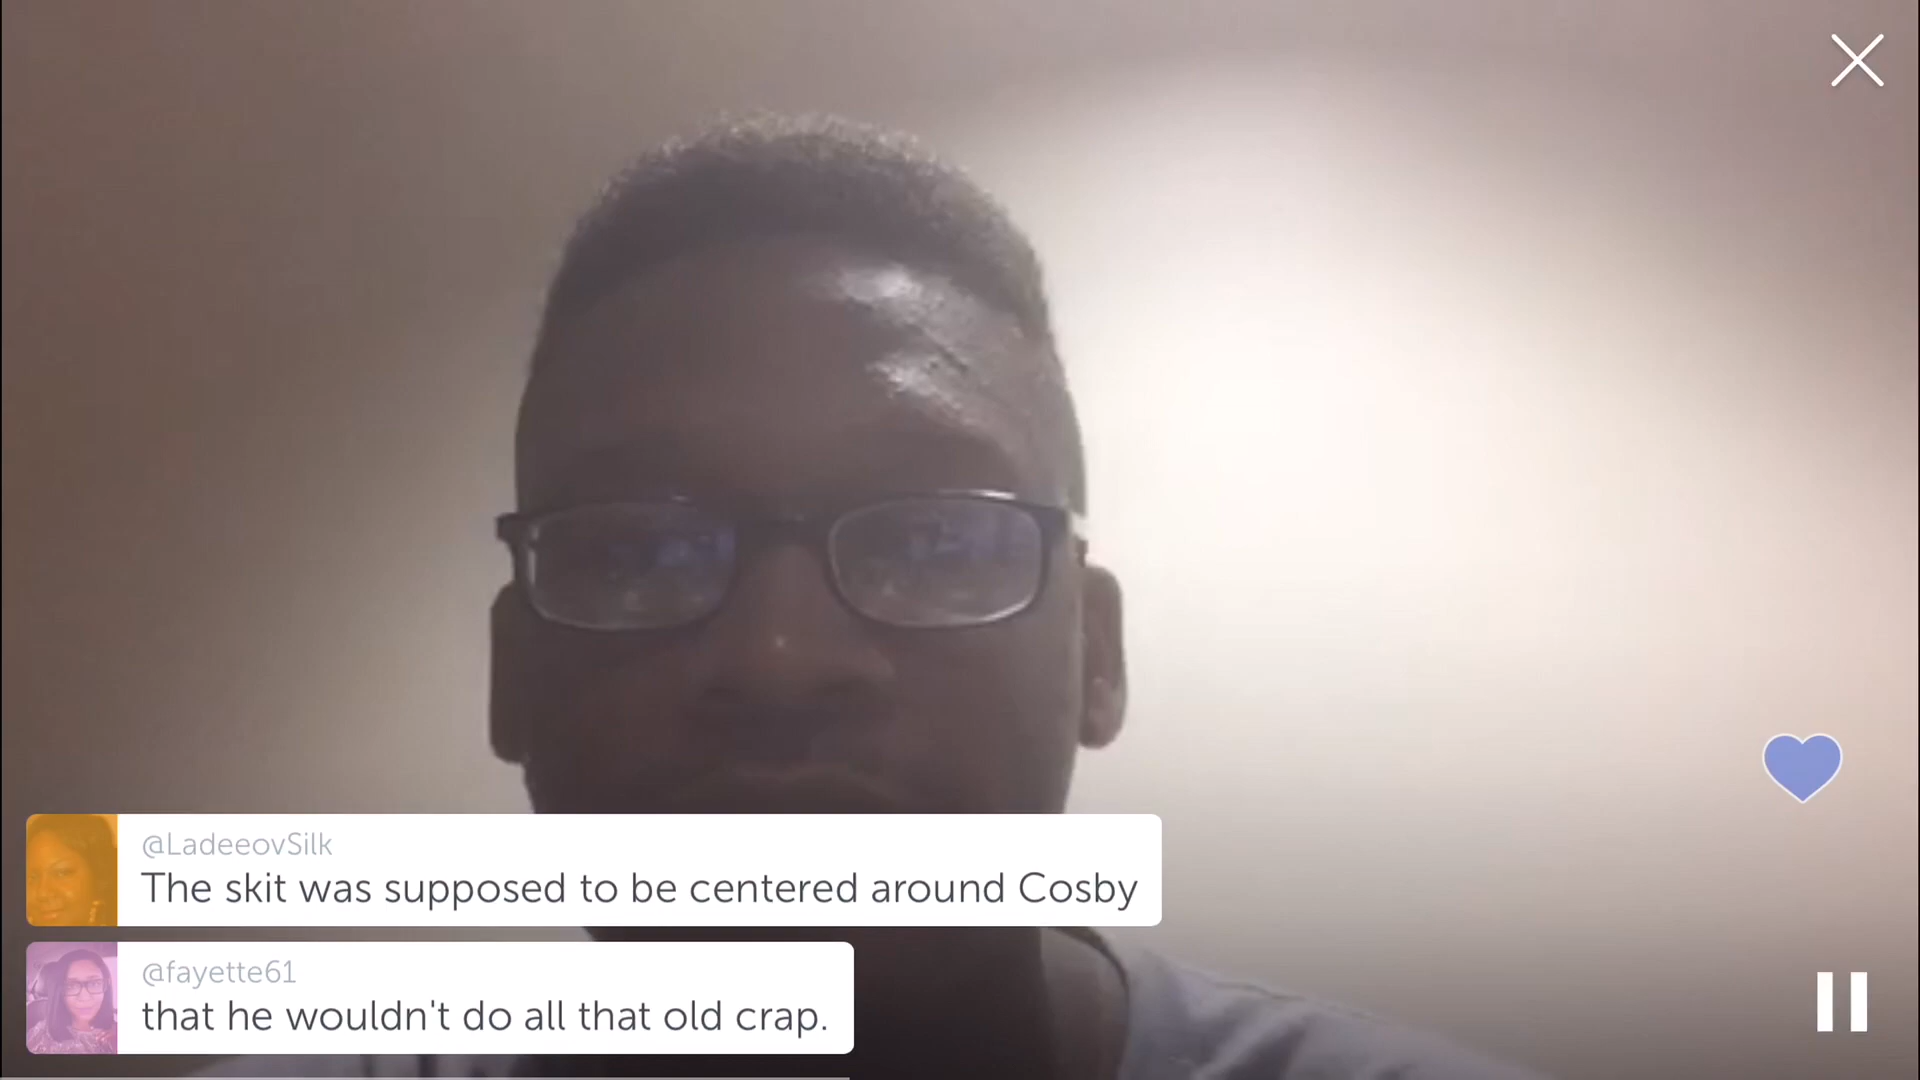 @LadeeovSilk
The skit was supposed to be centered around Cosby
@fayette61
that he wouldn't do all that old crap.